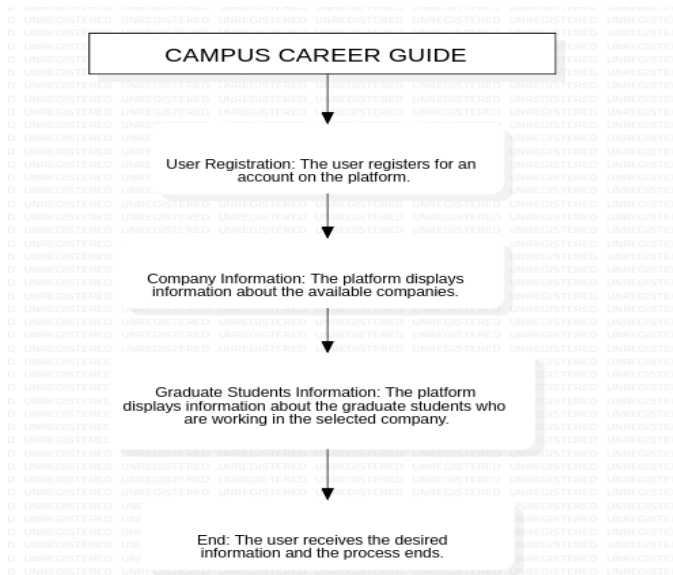 CAMPUS CAREER GUIDE
User Registration: The user registers for an
account on the platform.
Company Information: The platform displays
information about the available companies.
Graduate Students Information: The platform
displays information about the graduate students who
are working in the selected company.
End: The user receives the desired
information and the process ends.
UNREGISTERED